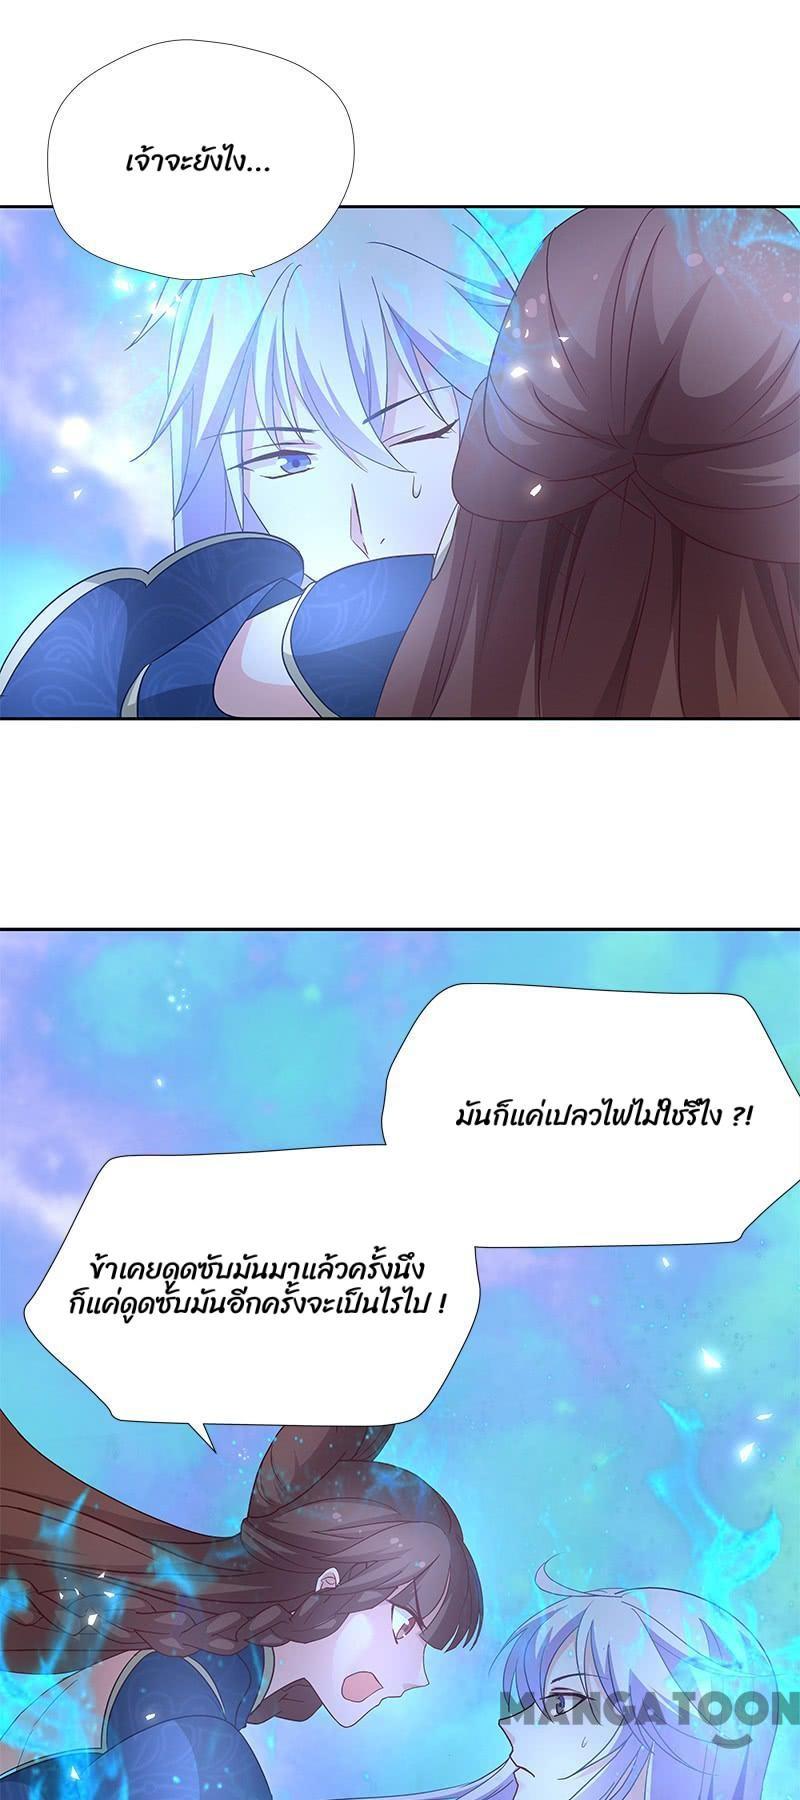 เจ้าจะยังไง...
มันก็แค่เปลวไฟไม่ใช่รึไง ?!
ข้าเคยดูดซับมันมาแล้วครั้งนึง
ก็แค่ดูดซับมันอีกครั้งจะเป็นไรไป !
MANGATOON